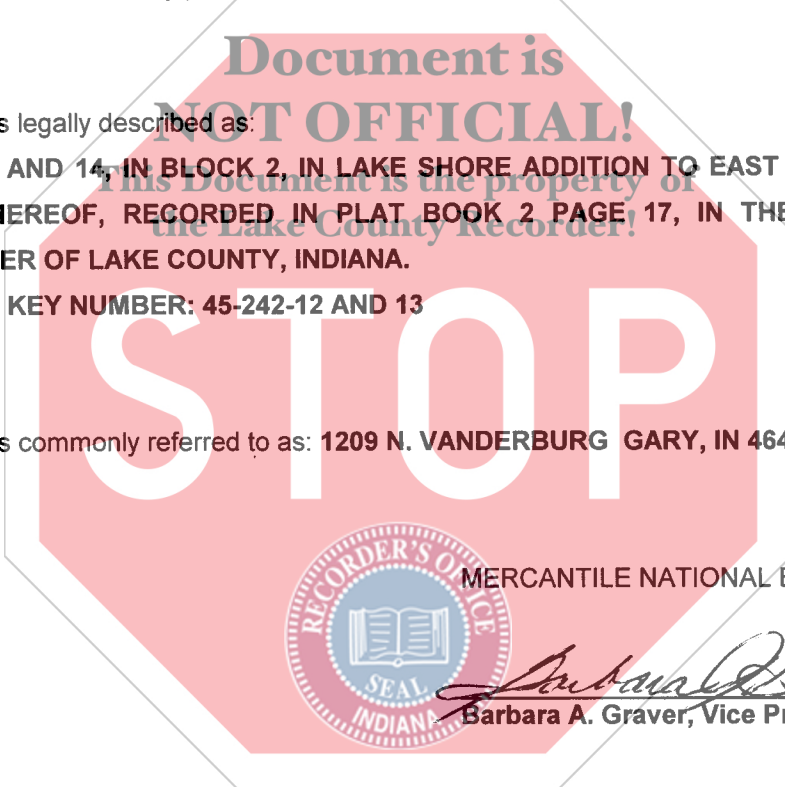 Document is
NOT OFFICIAL!
This Document is the property of
the Lake County Recorder!
s legally described as:
AND 14, IN BLOCK 2, IN LAKE SHORE ADDITION TO EAST
HEREOF, RECORDED IN PLAT BOOK 2 PAGE 17, IN THE
ER OF LAKE COUNTY, INDIANA.
KEY NUMBER: 45-242-12 AND 13
STOP
s commonly referred to as: 1209 N. VANDERBURG GARY, IN 464
RECORDER'S OFFICE
SEAL
INDIANA
MERCANTILE NATIONAL B
Barbara A. Graver, Vice Pr